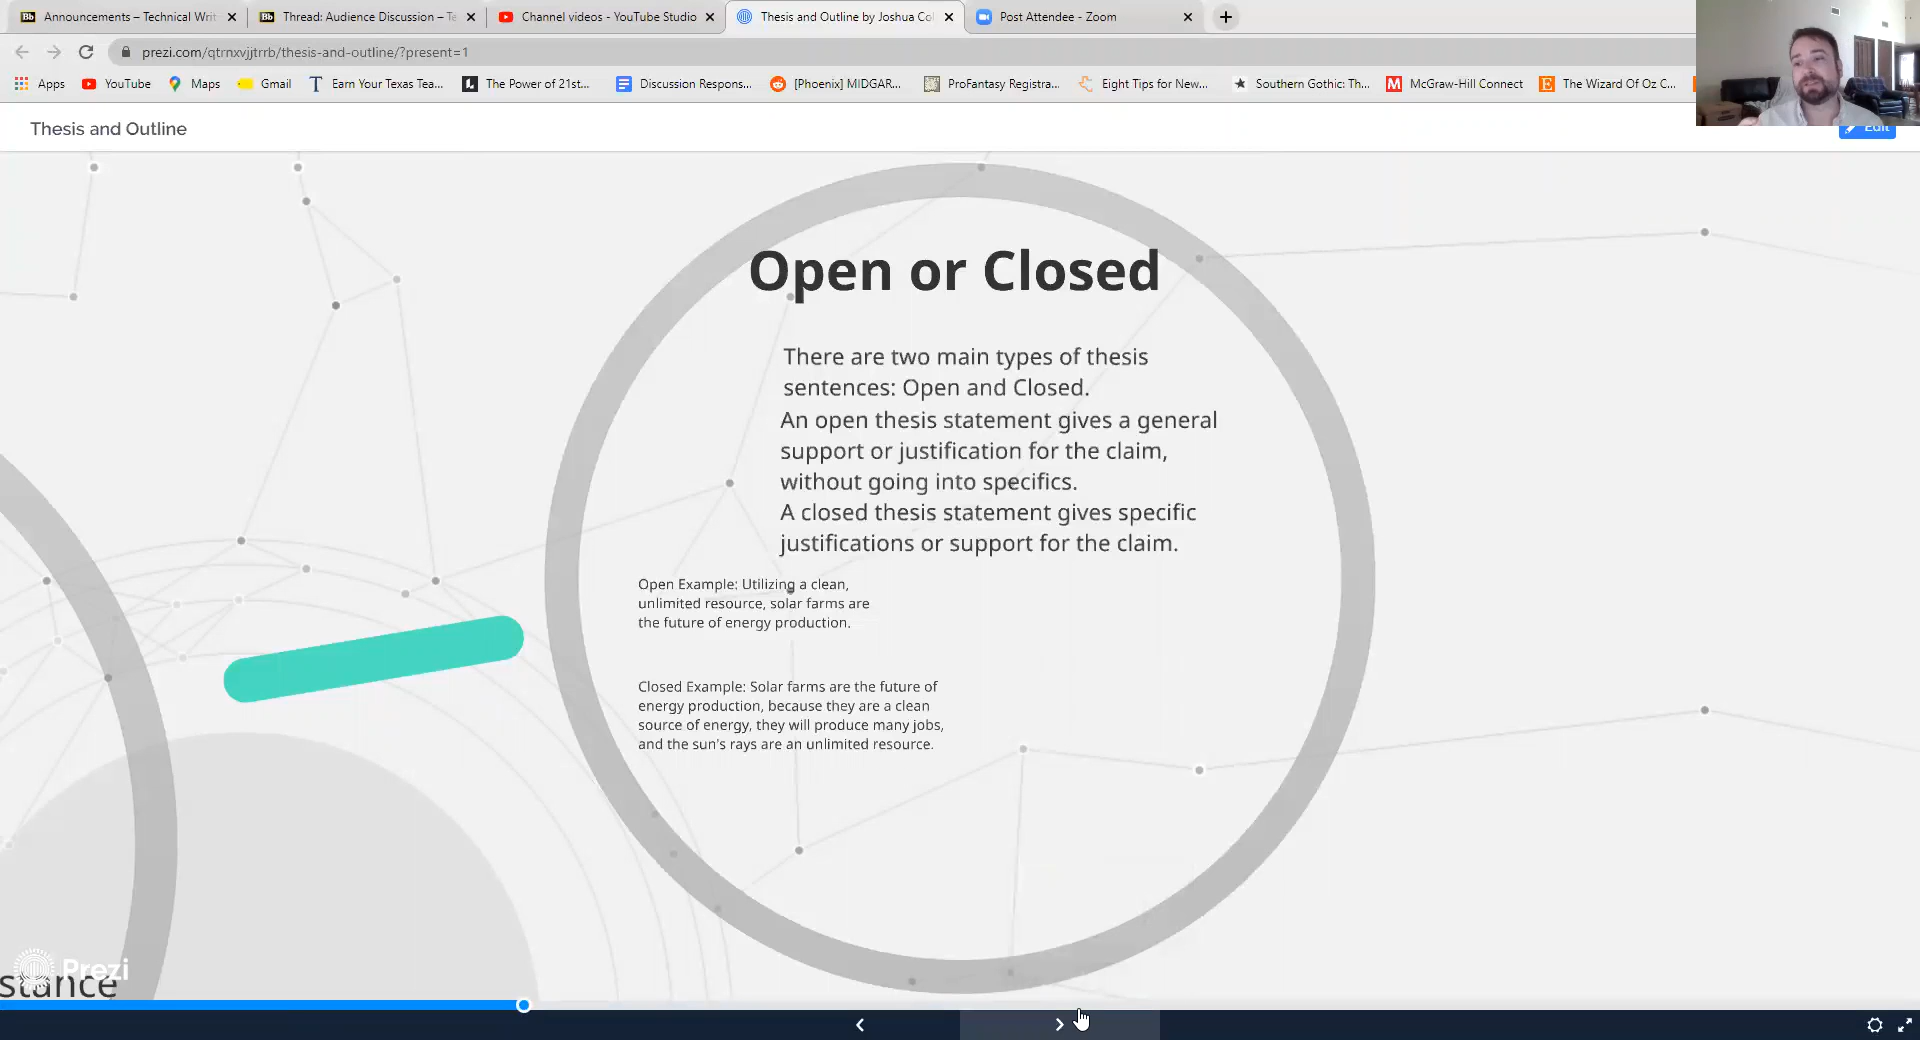 Announcements – Technical Writ
Thread: Audience Discussion – Te
Channel videos - YouTube Studio
Thesis and Outline by Joshua Co
Post Attendee - Zoom
prezi.com/qtrnxvjjtrrb/thesis-and-outline/?present=1
Apps
YouTube
Maps
Gmail
Earn Your Texas Tea...
The Power of 21st...
Discussion Respons...
[Phoenix] MIDGAR...
ProFantasy Registra...
Eight Tips for New...
Southern Gothic: Th...
McGraw-Hill Connect
The Wizard Of Oz C...
Thesis and Outline
Edit
Open or Closed
There are two main types of thesis
sentences: Open and Closed.
An open thesis statement gives a general
support or justification for the claim,
without going into specifics.
A closed thesis statement gives specific
justifications or support for the claim.
Open Example: Utilizing a clean,
unlimited resource, solar farms are
the future of energy production.
Closed Example: Solar farms are the future of
energy production, because they are a clean
source of energy, they will produce many jobs,
and the sun's rays are an unlimited resource.
Prezi
stance